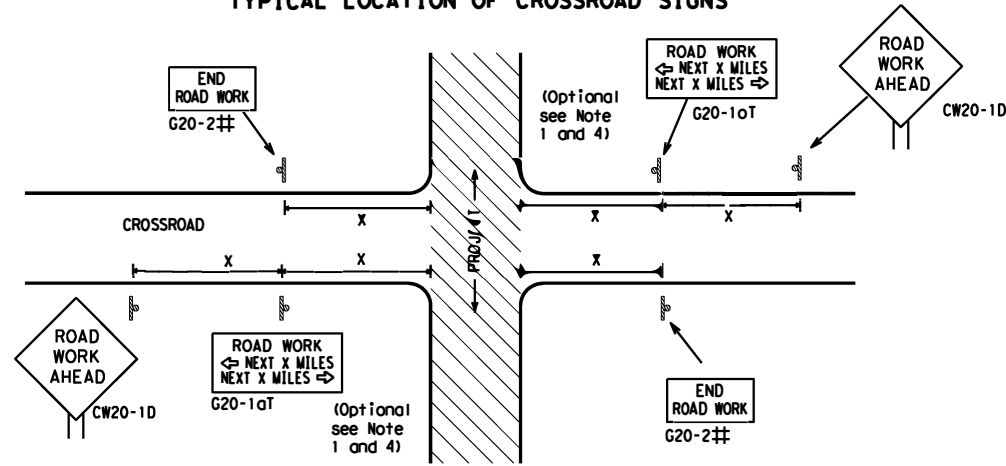 TYPICAL LOCATION OF CROSSROAD SIGNS
END
ROAD WORK
G20-2#
(Optional
see Note
1 and 4)
ROAD WORK
⇦ NEXT X MILES
NEXT X MILES ⇨
G20-1aT
ROAD
WORK
AHEAD
CW20-1D
CROSSROAD
X
X
X
X
X
X
PROJECT
ROAD
WORK
AHEAD
CW20-1D
ROAD WORK
⇦ NEXT X MILES
NEXT X MILES ⇨
G20-1aT
(Optional
see Note
1 and 4)
END
ROAD WORK
G20-2#